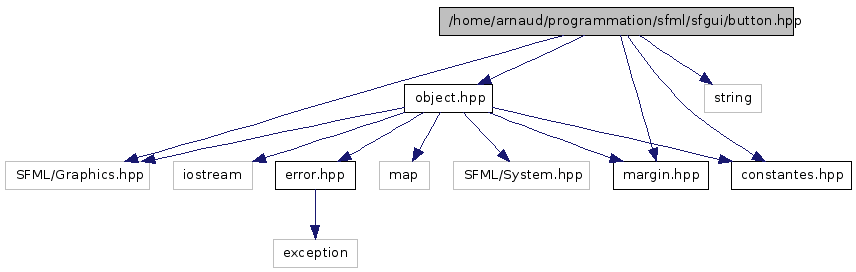 /home/arnaud/programmation/sfml/sfgui/button.hpp
object.hpp
string
SFML/Graphics.hpp
iostream
error.hpp
map
SFML/System.hpp
margin.hpp
constantes.hpp
exception